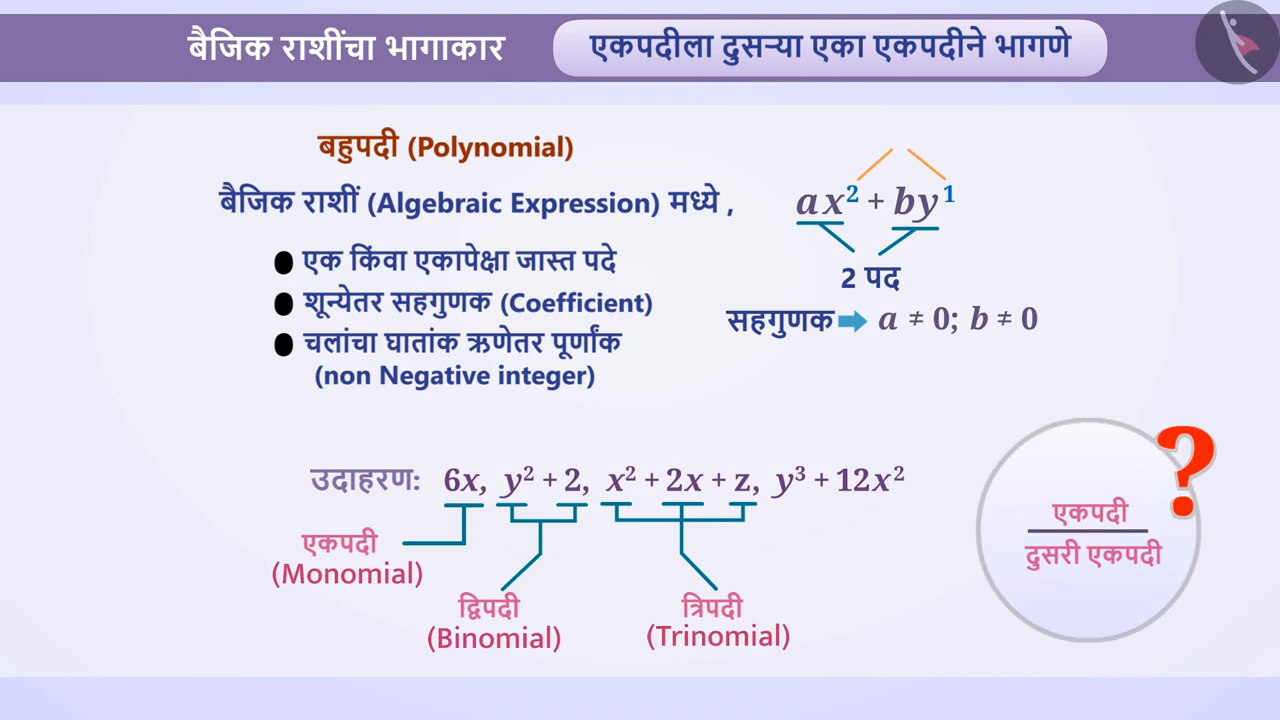 बैजिक राशींचा भागाकार
एकपदीला दुसऱ्या एका एकपदीने भागणे
बहुपदी (Polynomial)
बैजिक राशीं (Algebraic Expression) मध्ये ,
एक किंवा एकापेक्षा जास्त पदे
शून्येतर सहगुणक (Coefficient)
चलांचा घातांक ऋणेतर पूर्णांक
(non Negative integer)
ax² + by¹
2 पद
सहगुणक ➡ a ≠ 0; b ≠ 0
उदाहरण: 6x, y² + 2, x² + 2x + z, y³ + 12x²
एकपदी
(Monomial)
द्विपदी
(Binomial)
त्रिपदी
(Trinomial)
?
एकपदी
दुसरी एकपदी